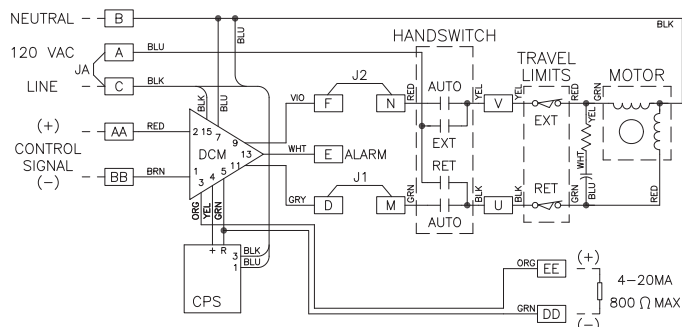 NEUTRAL
B
BLK
120 VAC
A
BLU
BLU
HANDSWITCH
JA
LINE
C
BLK
J2
AUTO
TRAVEL
LIMITS
MOTOR
BLK
BLU
VIO
F
N
RED
YEL
V
YEL
RED
GRN
(+)
AA
RED
2 15 7
9
EXT
EXT
YEL
CONTROL
SIGNAL
DCM
13
WHT
E
ALARM
RET
WHT
(-)
BB
BRN
1
3 4 5
11
J1
RET
BLU
RED
GRY
D
M
GRN
BLK
U
BLK
GRN
AUTO
ORG
YEL
GRN
+ R
3
BLK
1
BLU
CPS
ORG
EE
(+)
4-20MA
800 Ω MAX
GRN
DD
(-)